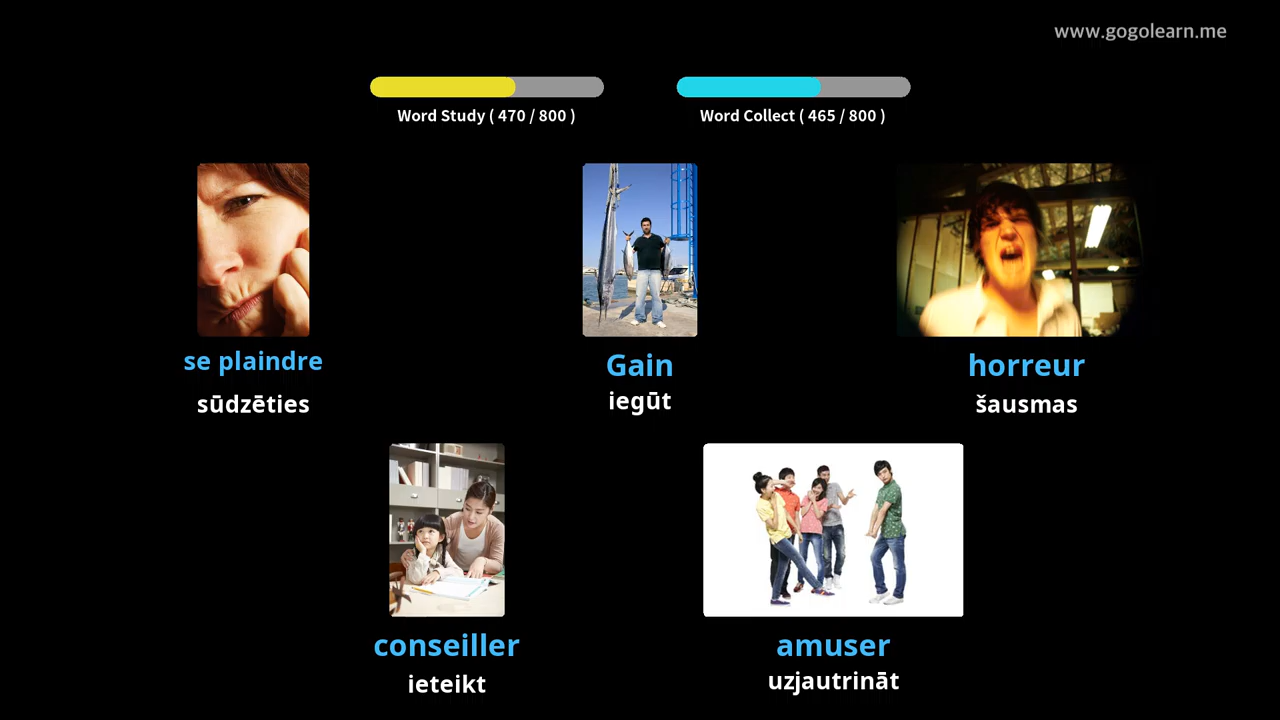 www.gogolearn.me
Word Study ( 470 / 800 )
Word Collect ( 465 / 800 )
se plaindre
sūdzēties
Gain
iegūt
horreur
šausmas
conseiller
ieteikt
amuser
uzjautrināt